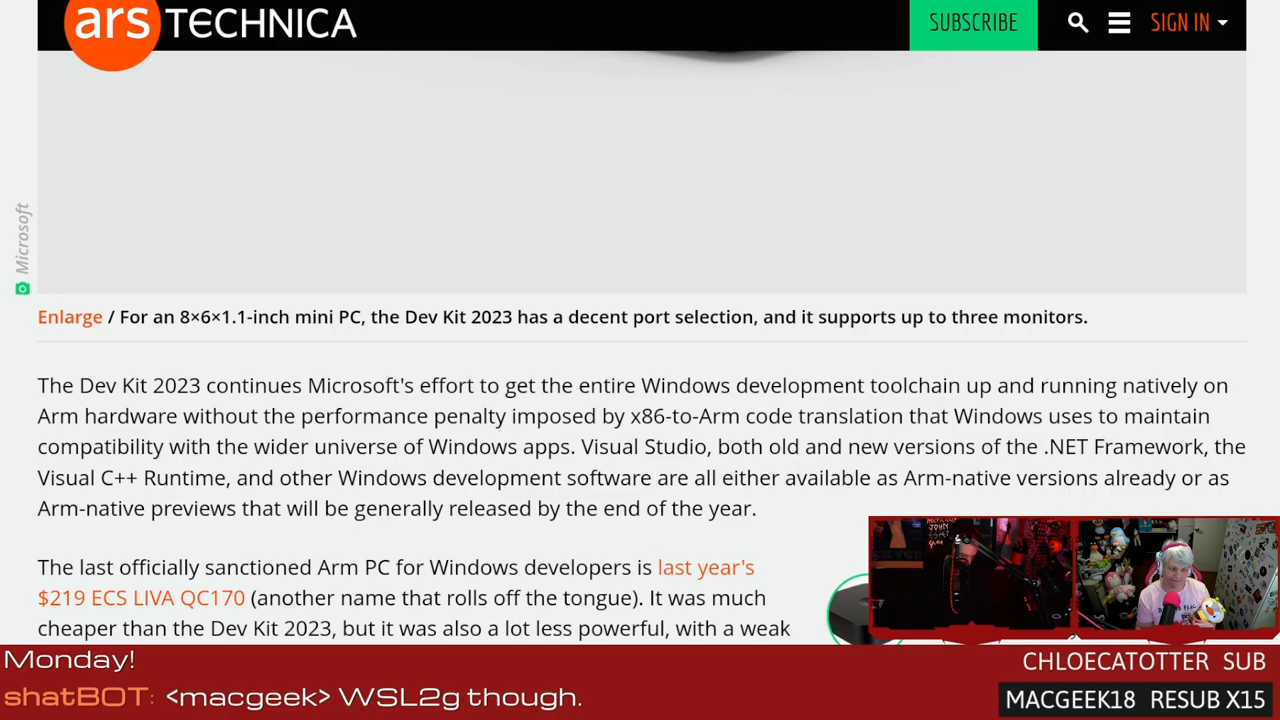 ars TECHNICA
SUBSCRIBE
SIGN IN
Microsoft
Enlarge / For an 8×6×1.1-inch mini PC, the Dev Kit 2023 has a decent port selection, and it supports up to three monitors.
The Dev Kit 2023 continues Microsoft's effort to get the entire Windows development toolchain up and running natively on
Arm hardware without the performance penalty imposed by x86-to-Arm code translation that Windows uses to maintain
compatibility with the wider universe of Windows apps. Visual Studio, both old and new versions of the .NET Framework, the
Visual C++ Runtime, and other Windows development software are all either available as Arm-native versions already or as
Arm-native previews that will be generally released by the end of the year.
The last officially sanctioned Arm PC for Windows developers is last year's
$219 ECS LIVA QC170 (another name that rolls off the tongue). It was much
cheaper than the Dev Kit 2023, but it was also a lot less powerful, with a weak
Monday!
shatBOT: <macgeek> WSL2g though.
CHLOECATOTTER SUB
MACGEEK18 RESUB X15